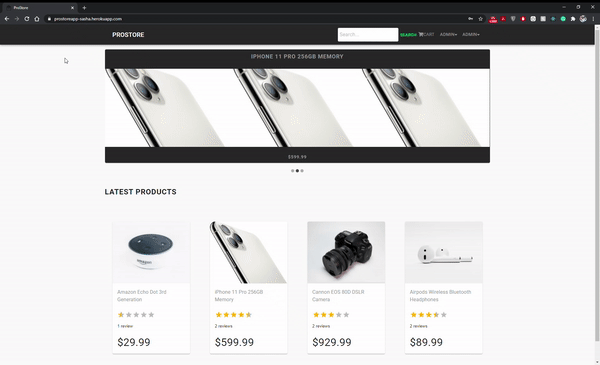 ProStore
prostoreapp-sasha.herokuapp.com
PROSTORE
Search...
SEARCH
CART
ADMIN
ADMIN
IPHONE 11 PRO 256GB MEMORY
$599.99
LATEST PRODUCTS
Amazon Echo Dot 3rd
Generation
1 review
$29.99
iPhone 11 Pro 256GB
Memory
2 reviews
$599.99
Cannon EOS 80D DSLR
Camera
2 reviews
$929.99
Airpods Wireless Bluetooth
Headphones
2 reviews
$89.99